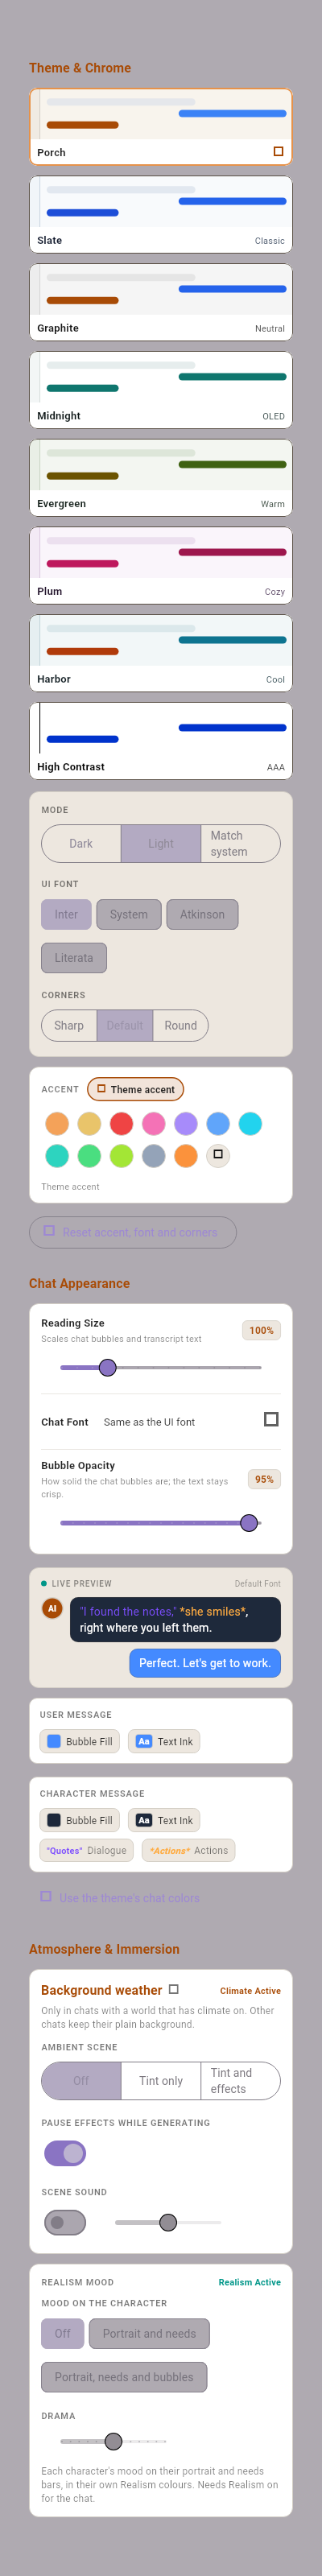 Theme & Chrome
Porch
Slate
Classic
Graphite
Neutral
Midnight
OLED
Evergreen
Warm
Plum
Cozy
Harbor
Cool
High Contrast
AAA
MODE
Dark
Light
Match
system
UI FONT
Inter
System
Atkinson
Literata
CORNERS
Sharp
Default
Round
ACCENT
Theme accent
Theme accent
Reset accent, font and corners
Chat Appearance
Reading Size
Scales chat bubbles and transcript text
100%
Chat Font
Same as the UI font
Bubble Opacity
How solid the chat bubbles are; the text stays
crisp.
95%
LIVE PREVIEW
Default Font
AI
"I found the notes," *she smiles*,
right where you left them.
Perfect. Let's get to work.
USER MESSAGE
Bubble Fill
Aa Text Ink
CHARACTER MESSAGE
Bubble Fill
Aa Text Ink
"Quotes" Dialogue
*Actions* Actions
Use the theme's chat colors
Atmosphere & Immersion
Background weather
Climate Active
Only in chats with a world that has climate on. Other
chats keep their plain background.
AMBIENT SCENE
Off
Tint only
Tint and
effects
PAUSE EFFECTS WHILE GENERATING
SCENE SOUND
REALISM MOOD
Realism Active
MOOD ON THE CHARACTER
Off
Portrait and needs
Portrait, needs and bubbles
DRAMA
Each character's mood on their portrait and needs
bars, in their own Realism colours. Needs Realism on
for the chat.